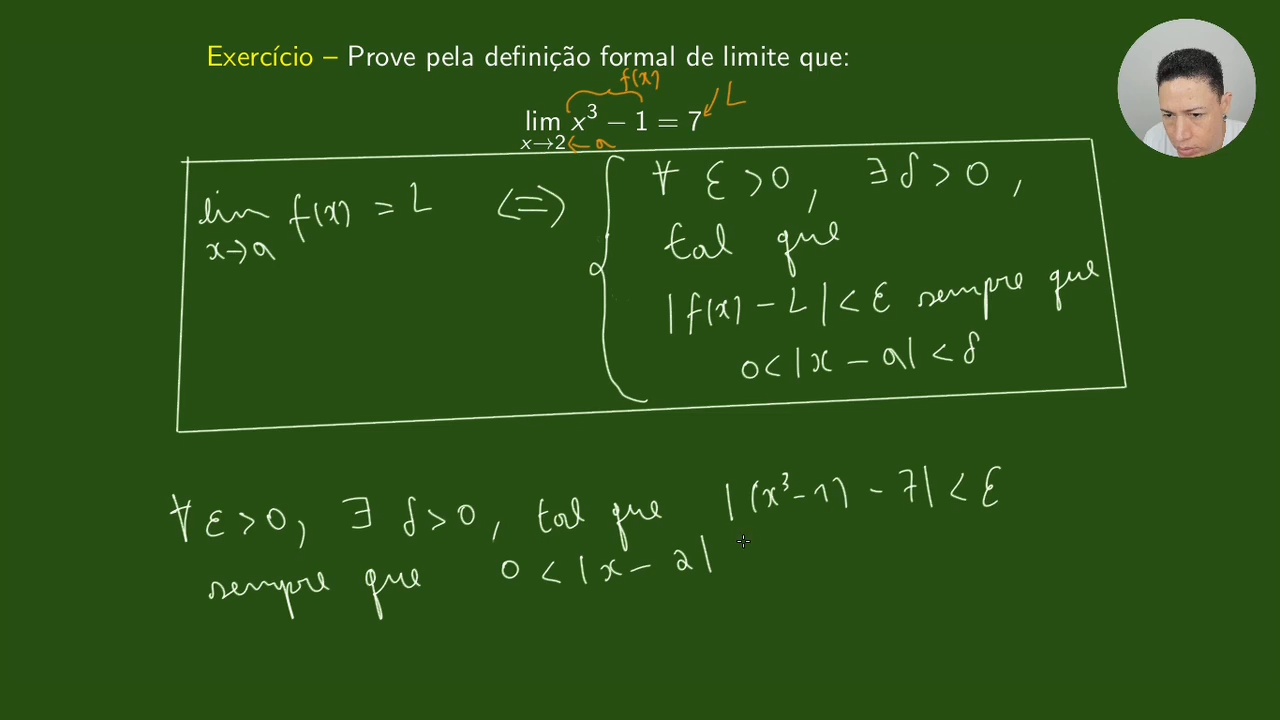 Exercício – Prove pela definição formal de limite que:
f(x)
L
lim x³ − 1 = 7
x→2 ← a
lim f(x) = L ⟺ { ∀ ε > 0, ∃ δ > 0,
x→a
tal que
|f(x) − L| < ε sempre que
0 < |x − a| < δ
∀ ε > 0, ∃ δ > 0, tal que |(x³ − 1) − 7| < ε
sempre que 0 < |x − 2|